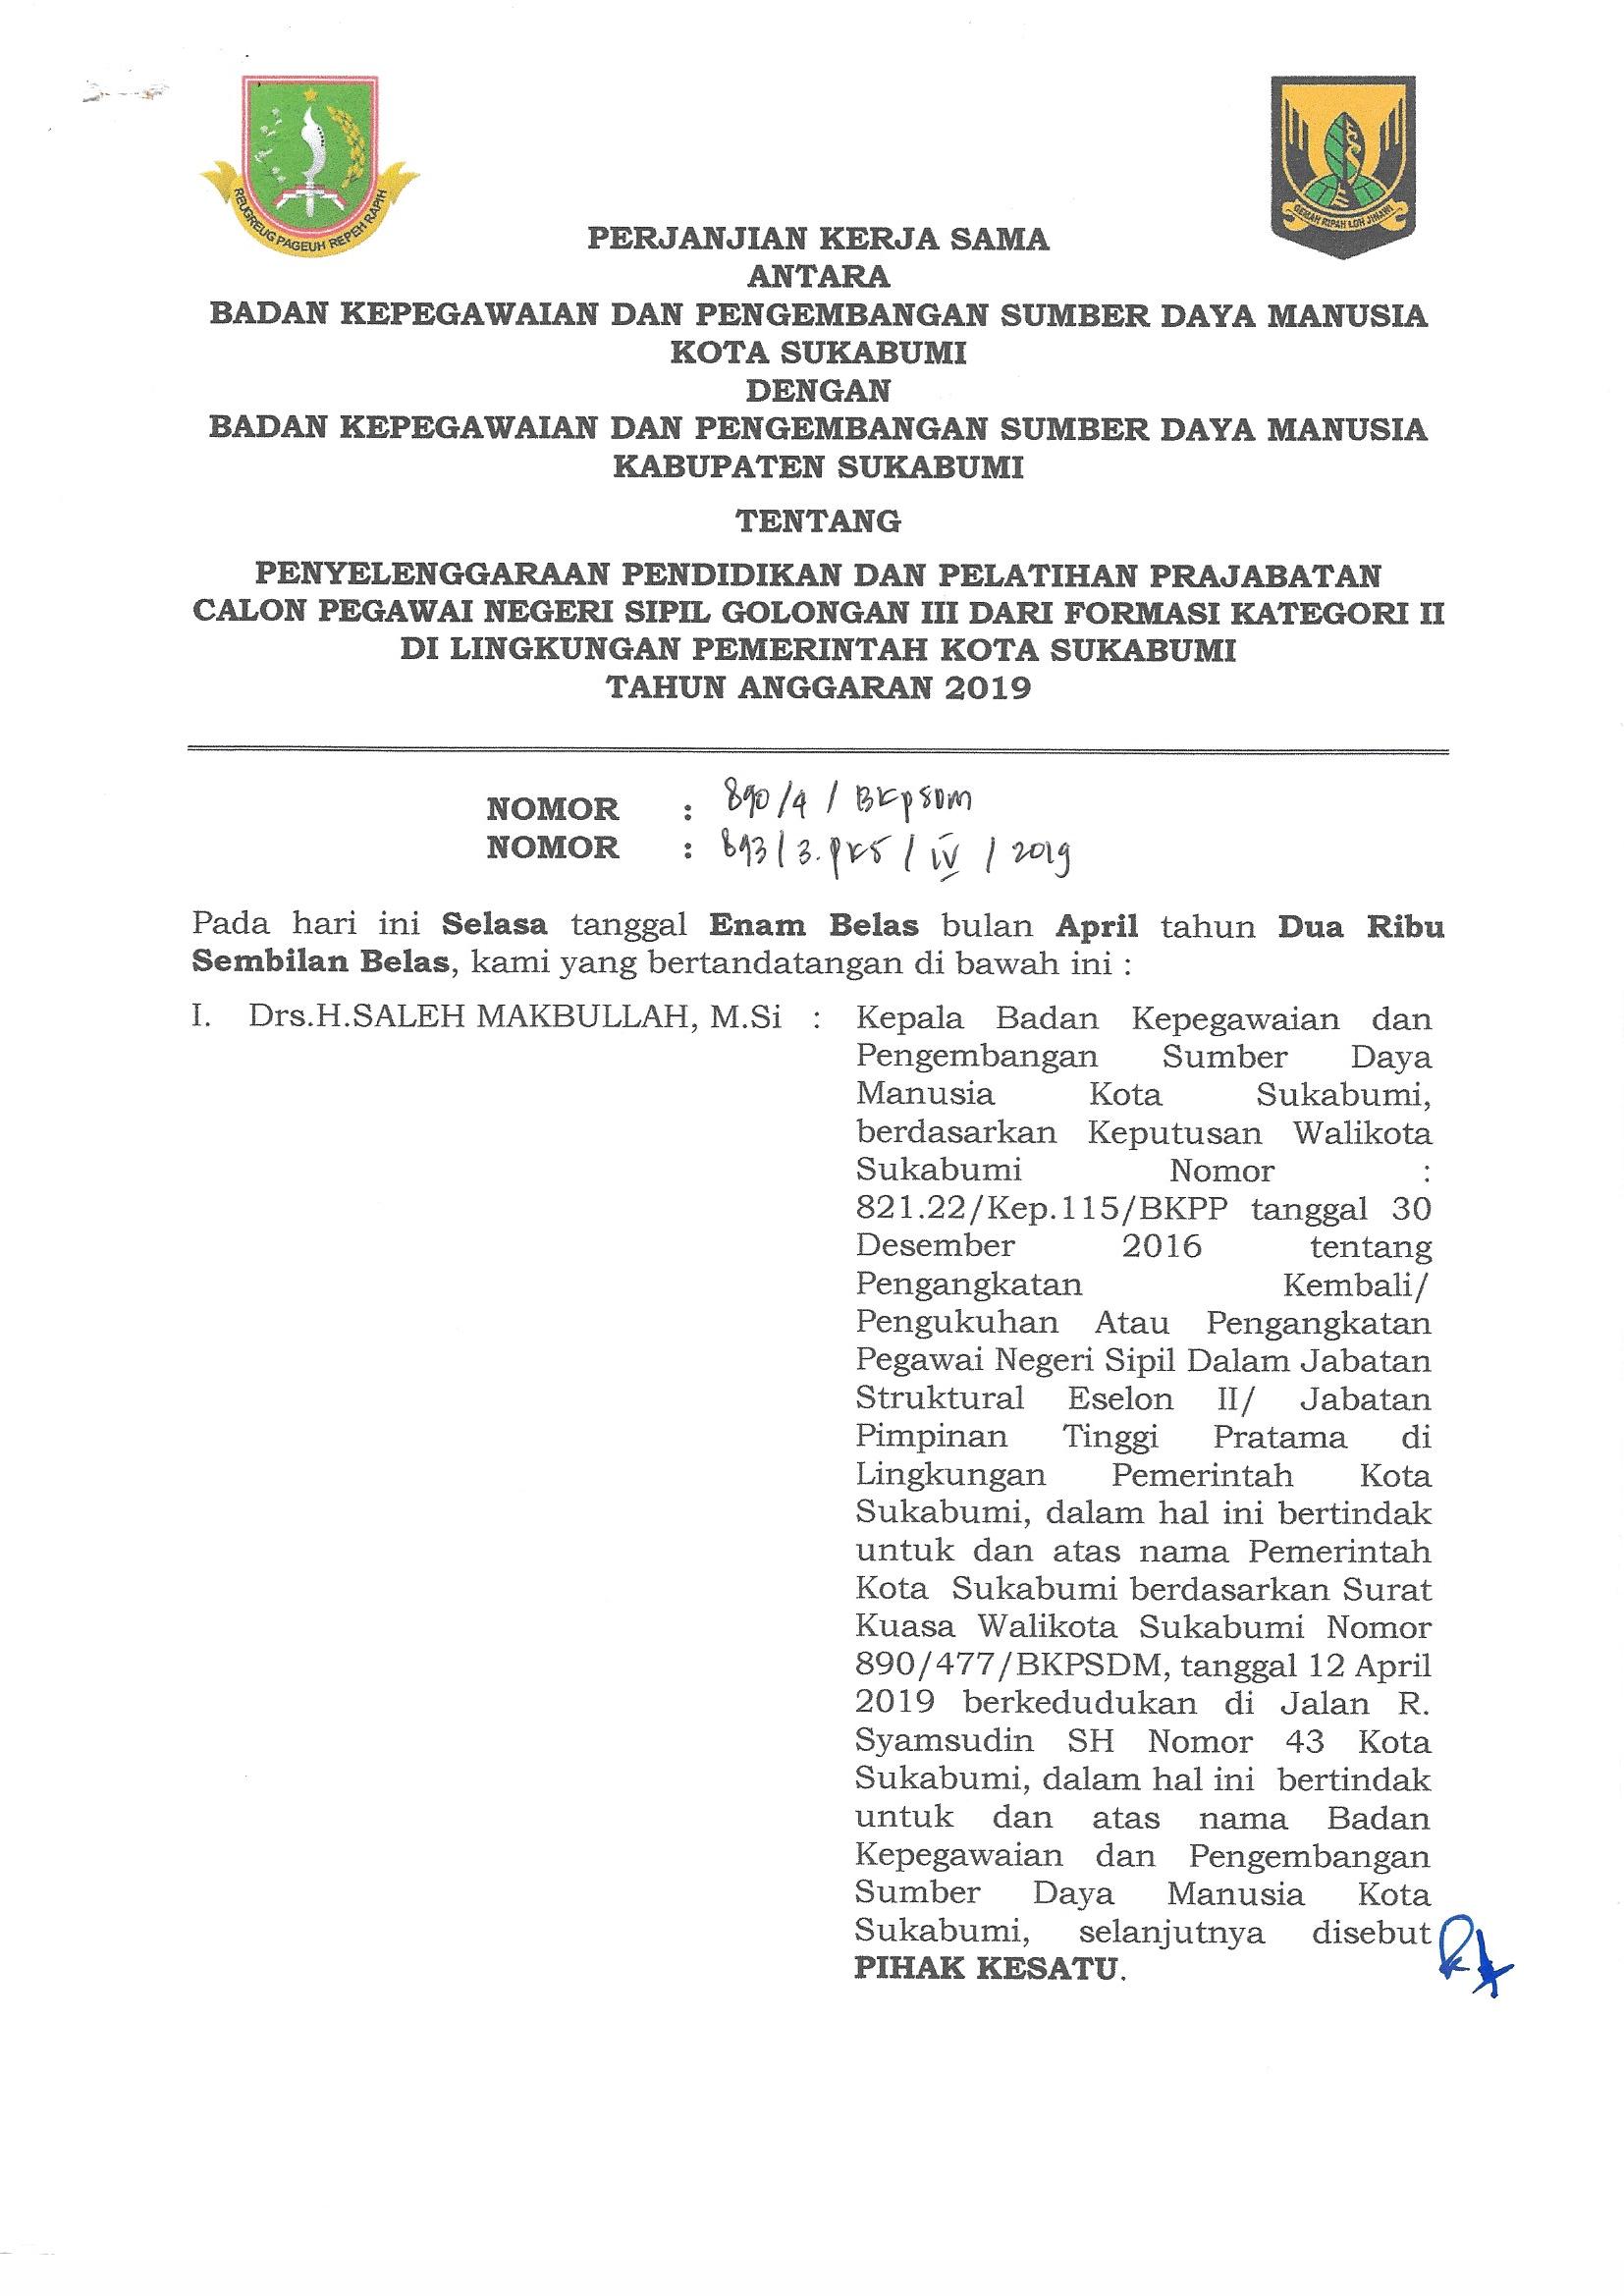 REUGREUG PAGEUH REPEH RAPIH
GEMAH RIPAH LOH JINAWI
PERJANJIAN KERJA SAMA
ANTARA
BADAN KEPEGAWAIAN DAN PENGEMBANGAN SUMBER DAYA MANUSIA
KOTA SUKABUMI
DENGAN
BADAN KEPEGAWAIAN DAN PENGEMBANGAN SUMBER DAYA MANUSIA
KABUPATEN SUKABUMI
TENTANG
PENYELENGGARAAN PENDIDIKAN DAN PELATIHAN PRAJABATAN
CALON PEGAWAI NEGERI SIPIL GOLONGAN III DARI FORMASI KATEGORI II
DI LINGKUNGAN PEMERINTAH KOTA SUKABUMI
TAHUN ANGGARAN 2019
NOMOR : 890/4/BKPSDM
NOMOR : 893/3.PKS/IV/2019
Pada hari ini Selasa tanggal Enam Belas bulan April tahun Dua Ribu
Sembilan Belas, kami yang bertandatangan di bawah ini :
I. Drs.H.SALEH MAKBULLAH, M.Si : Kepala Badan Kepegawaian dan
Pengembangan Sumber Daya
Manusia Kota Sukabumi,
berdasarkan Keputusan Walikota
Sukabumi Nomor :
821.22/Kep.115/BKPP tanggal 30
Desember 2016 tentang
Pengangkatan Kembali/
Pengukuhan Atau Pengangkatan
Pegawai Negeri Sipil Dalam Jabatan
Struktural Eselon II/ Jabatan
Pimpinan Tinggi Pratama di
Lingkungan Pemerintah Kota
Sukabumi, dalam hal ini bertindak
untuk dan atas nama Pemerintah
Kota Sukabumi berdasarkan Surat
Kuasa Walikota Sukabumi Nomor
890/477/BKPSDM, tanggal 12 April
2019 berkedudukan di Jalan R.
Syamsudin SH Nomor 43 Kota
Sukabumi, dalam hal ini bertindak
untuk dan atas nama Badan
Kepegawaian dan Pengembangan
Sumber Daya Manusia Kota
Sukabumi, selanjutnya disebut
PIHAK KESATU.